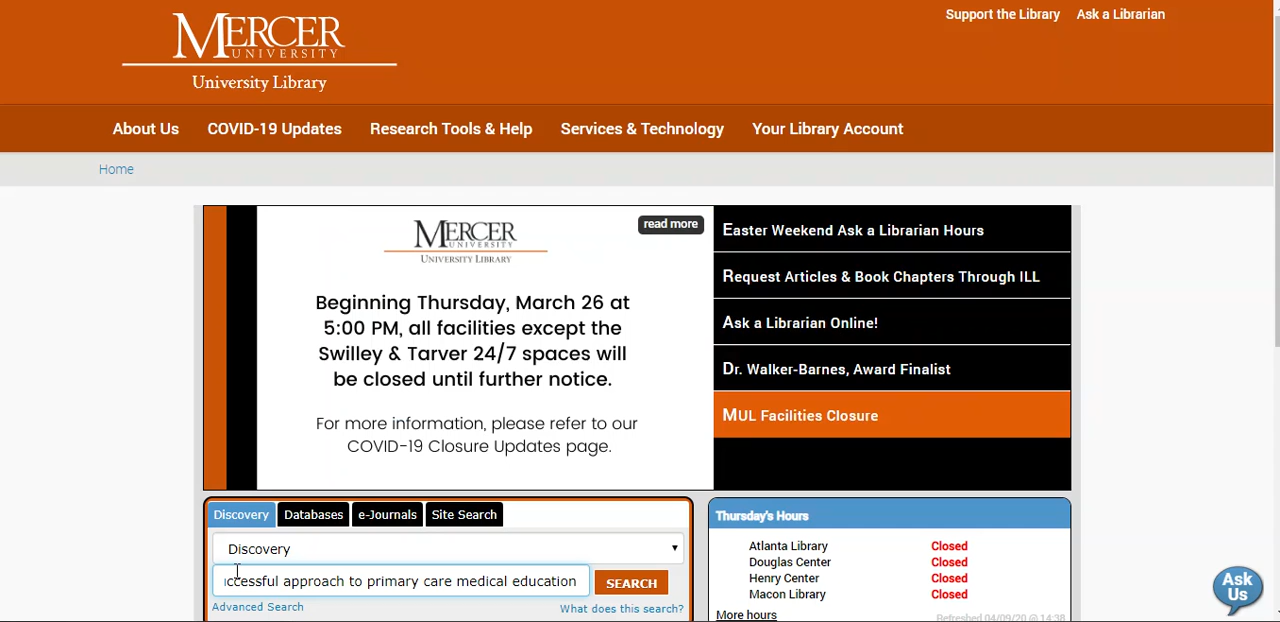 Support the Library Ask a Librarian
MERCER
UNIVERSITY
University Library
About Us COVID-19 Updates Research Tools & Help Services & Technology Your Library Account
Home
MERCER
UNIVERSITY
UNIVERSITY LIBRARY
read more
Beginning Thursday, March 26 at
5:00 PM, all facilities except the
Swilley & Tarver 24/7 spaces will
be closed until further notice.
For more information, please refer to our
COVID-19 Closure Updates page.
Easter Weekend Ask a Librarian Hours
Request Articles & Book Chapters Through ILL
Ask a Librarian Online!
Dr. Walker-Barnes, Award Finalist
MUL Facilities Closure
Discovery Databases e-Journals Site Search
Discovery
approach to primary care medical education SEARCH
Advanced Search What does this search?
Thursday's Hours
Atlanta Library Closed
Douglas Center Closed
Henry Center Closed
Macon Library Closed
More hours Refreshed 04/09/20 @ 14:38
Ask
Us